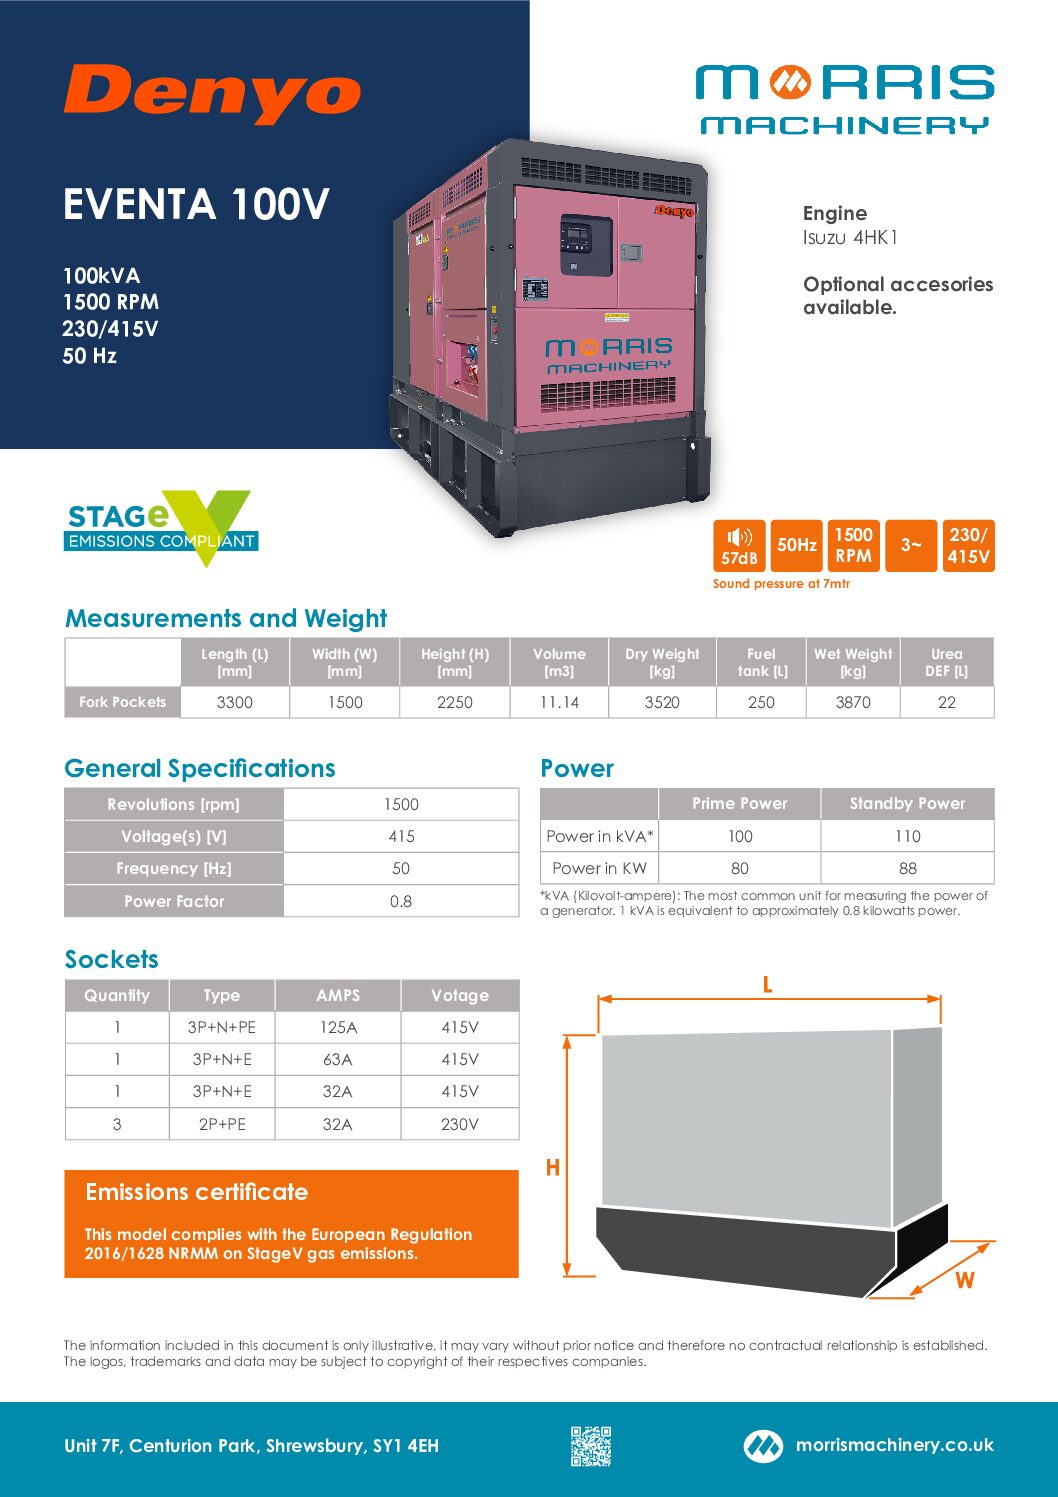 Denyo
MORRIS
MACHINERY
EVENTA 100V
100kVA
1500 RPM
230/415V
50 Hz
Engine
Isuzu 4HK1
Optional accesories
available.
Denyo
MORRIS
MACHINERY
MORRIS
MACHINERY
STAGe V
EMISSIONS COMPLIANT
57dB
50Hz
1500
RPM
3~
230/
415V
Sound pressure at 7mtr
Measurements and Weight
Length (L) [mm] Width (W) [mm] Height (H) [mm] Volume [m3] Dry Weight [kg] Fuel tank [L] Wet Weight [kg] Urea DEF [L]
Fork Pockets 3300 1500 2250 11.14 3520 250 3870 22
General Specifications
Revolutions [rpm] 1500
Voltage(s) [V] 415
Frequency [Hz] 50
Power Factor 0.8
Power
Prime Power Standby Power
Power in kVA* 100 110
Power in KW 80 88
*kVA (Kilovolt-ampere): The most common unit for measuring the power of
a generator. 1 kVA is equivalent to approximately 0.8 kilowatts power.
Sockets
Quantity Type AMPS Votage
1 3P+N+PE 125A 415V
1 3P+N+E 63A 415V
1 3P+N+E 32A 415V
3 2P+PE 32A 230V
L
H
W
Emissions certificate
This model complies with the European Regulation
2016/1628 NRMM on StageV gas emissions.
The information included in this document is only illustrative, it may vary without prior notice and therefore no contractual relationship is established.
The logos, trademarks and data may be subject to copyright of their respectives companies.
Unit 7F, Centurion Park, Shrewsbury, SY1 4EH
morrismachinery.co.uk